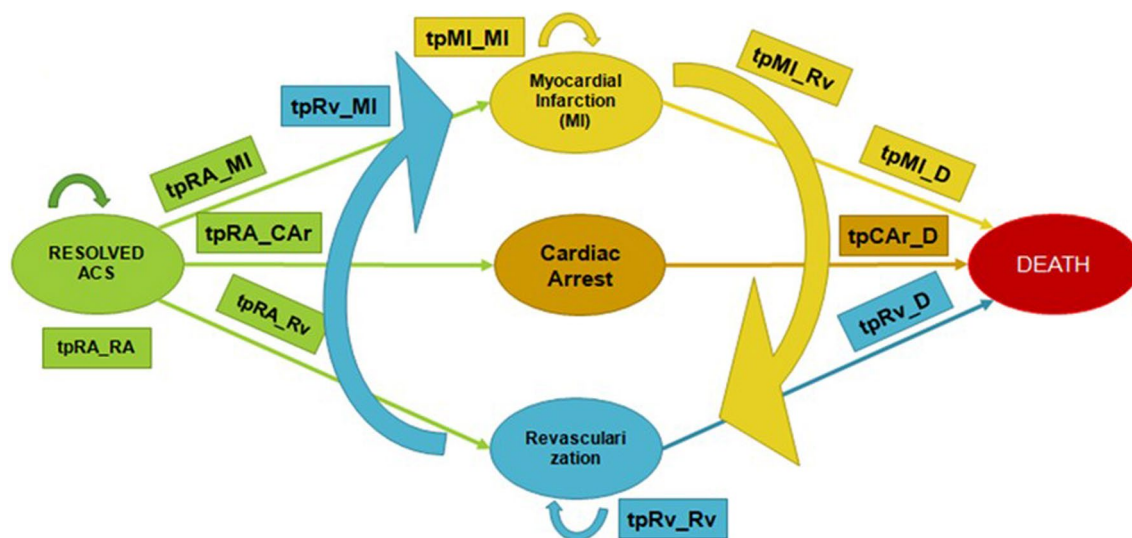 tpMI_MI
tpRv_MI
Myocardial
Infarction
(MI)
tpMI_Rv
tpRA_MI
tpMI_D
RESOLVED
ACS
tpRA_CAr
Cardiac
Arrest
tpCAr_D
DEATH
tpRA_Rv
tpRv_D
tpRA_RA
Revasculari
zation
tpRv_Rv